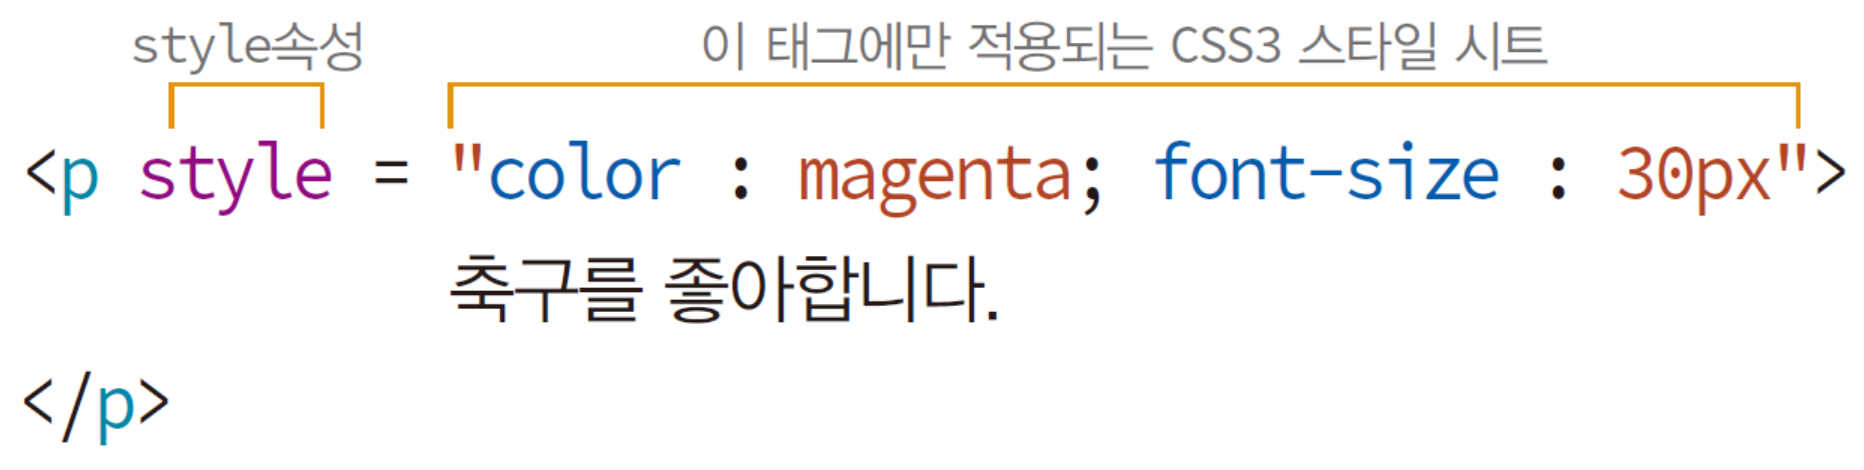 style속성 이 태그에만 적용되는 CSS3 스타일 시트
<p style = "color : magenta; font-size : 30px">
축구를 좋아합니다.
</p>